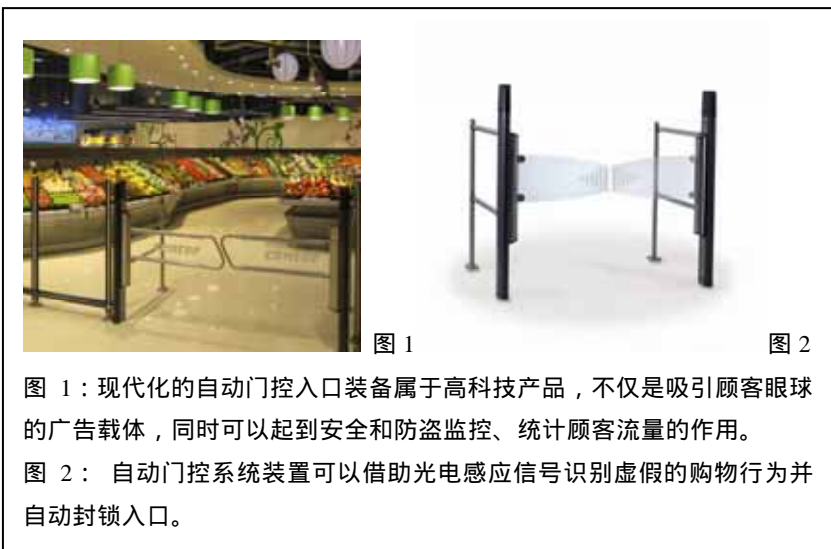 图 1
图 2
图 1：现代化的自动门控入口装备属于高科技产品，不仅是吸引顾客眼球
的广告载体，同时可以起到安全和防盗监控、统计顾客流量的作用。
图 2： 自动门控系统装置可以借助光电感应信号识别虚假的购物行为并
自动封锁入口。